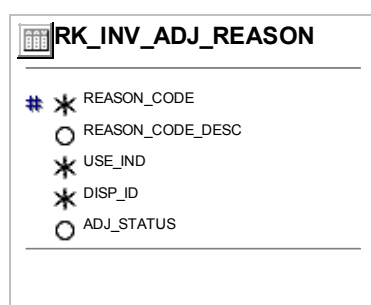 RK_INV_ADJ_REASON
# * REASON_CODE
o REASON_CODE_DESC
* USE_IND
* DISP_ID
o ADJ_STATUS